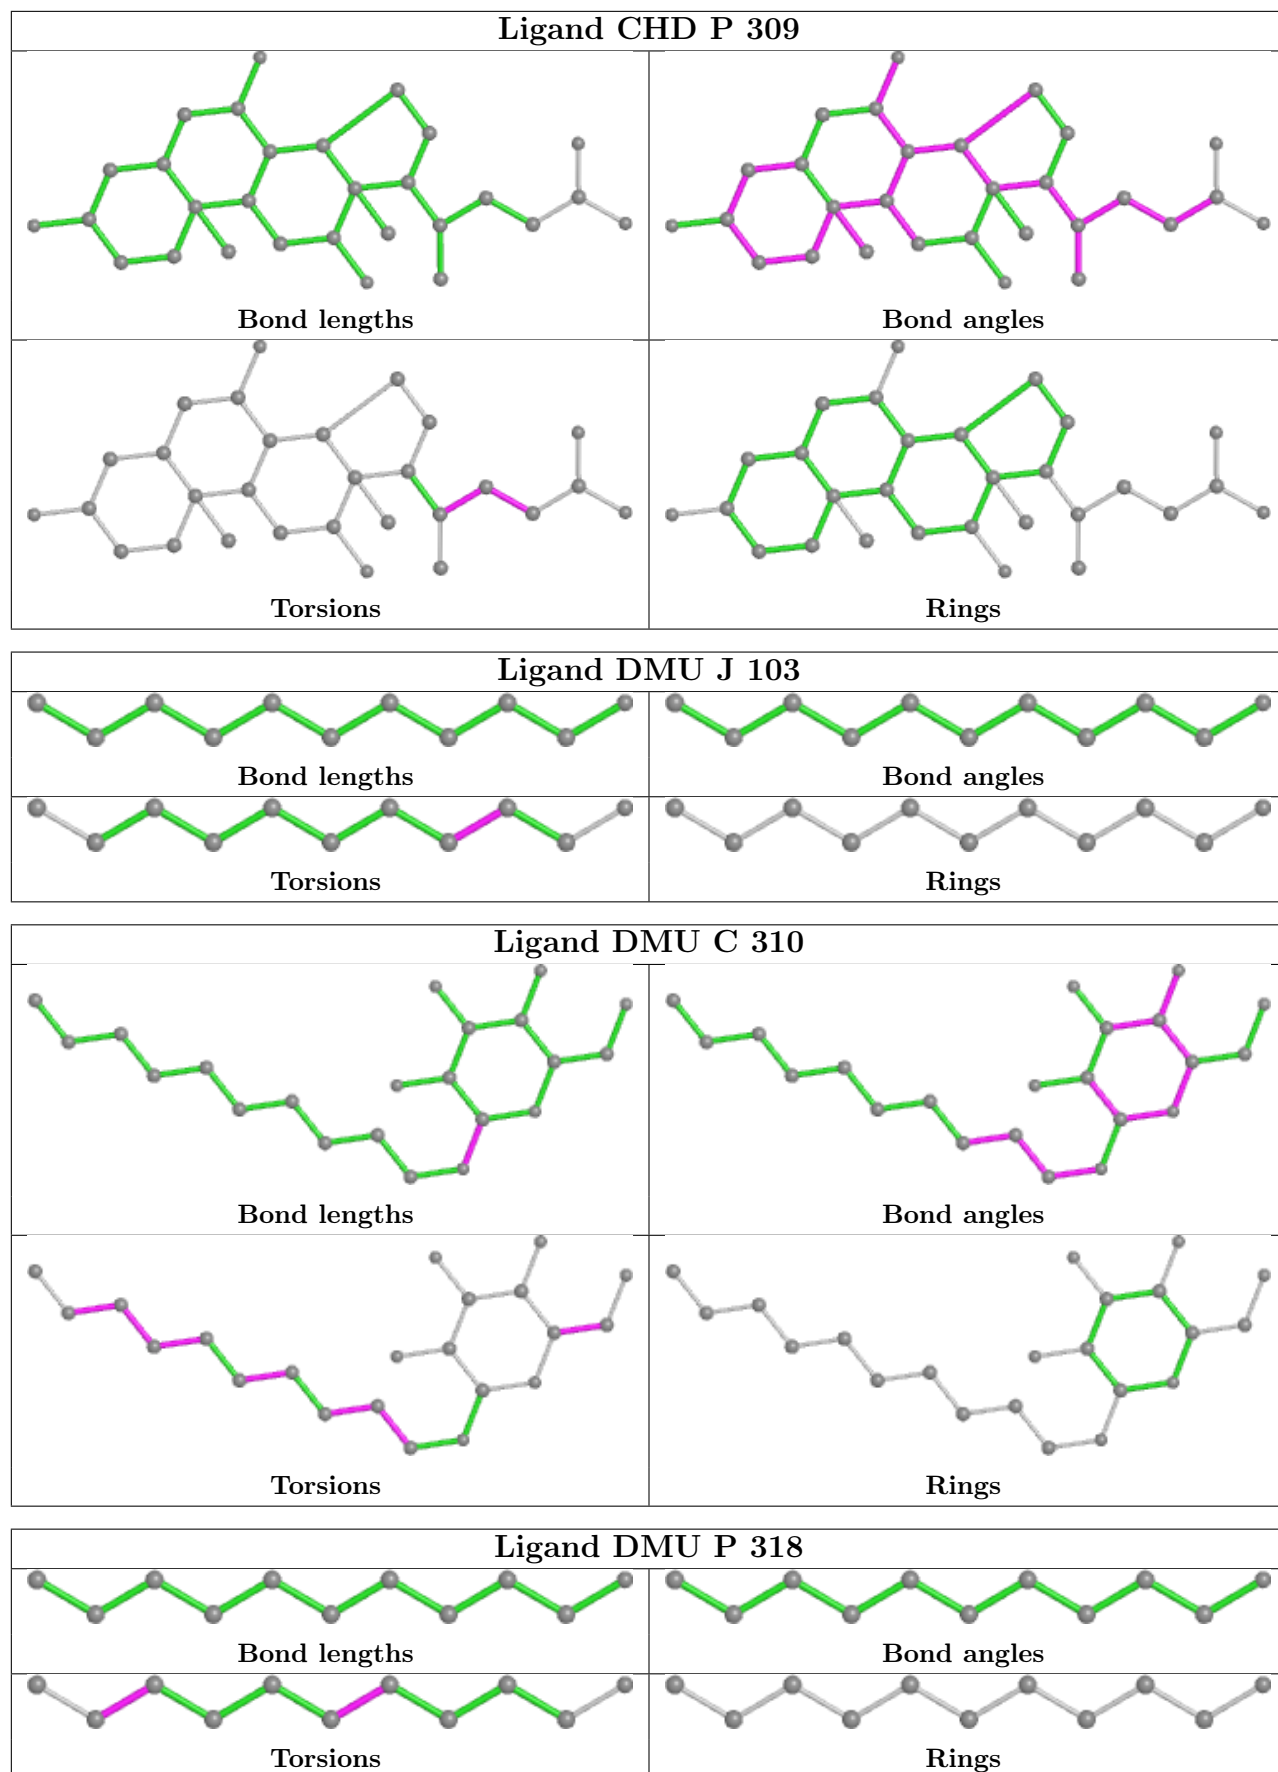 Ligand CHD P 309
Bond lengths
Bond angles
Torsions
Rings
Ligand DMU J 103
Bond lengths
Bond angles
Torsions
Rings
Ligand DMU C 310
Bond lengths
Bond angles
Torsions
Rings
Ligand DMU P 318
Bond lengths
Bond angles
Torsions
Rings